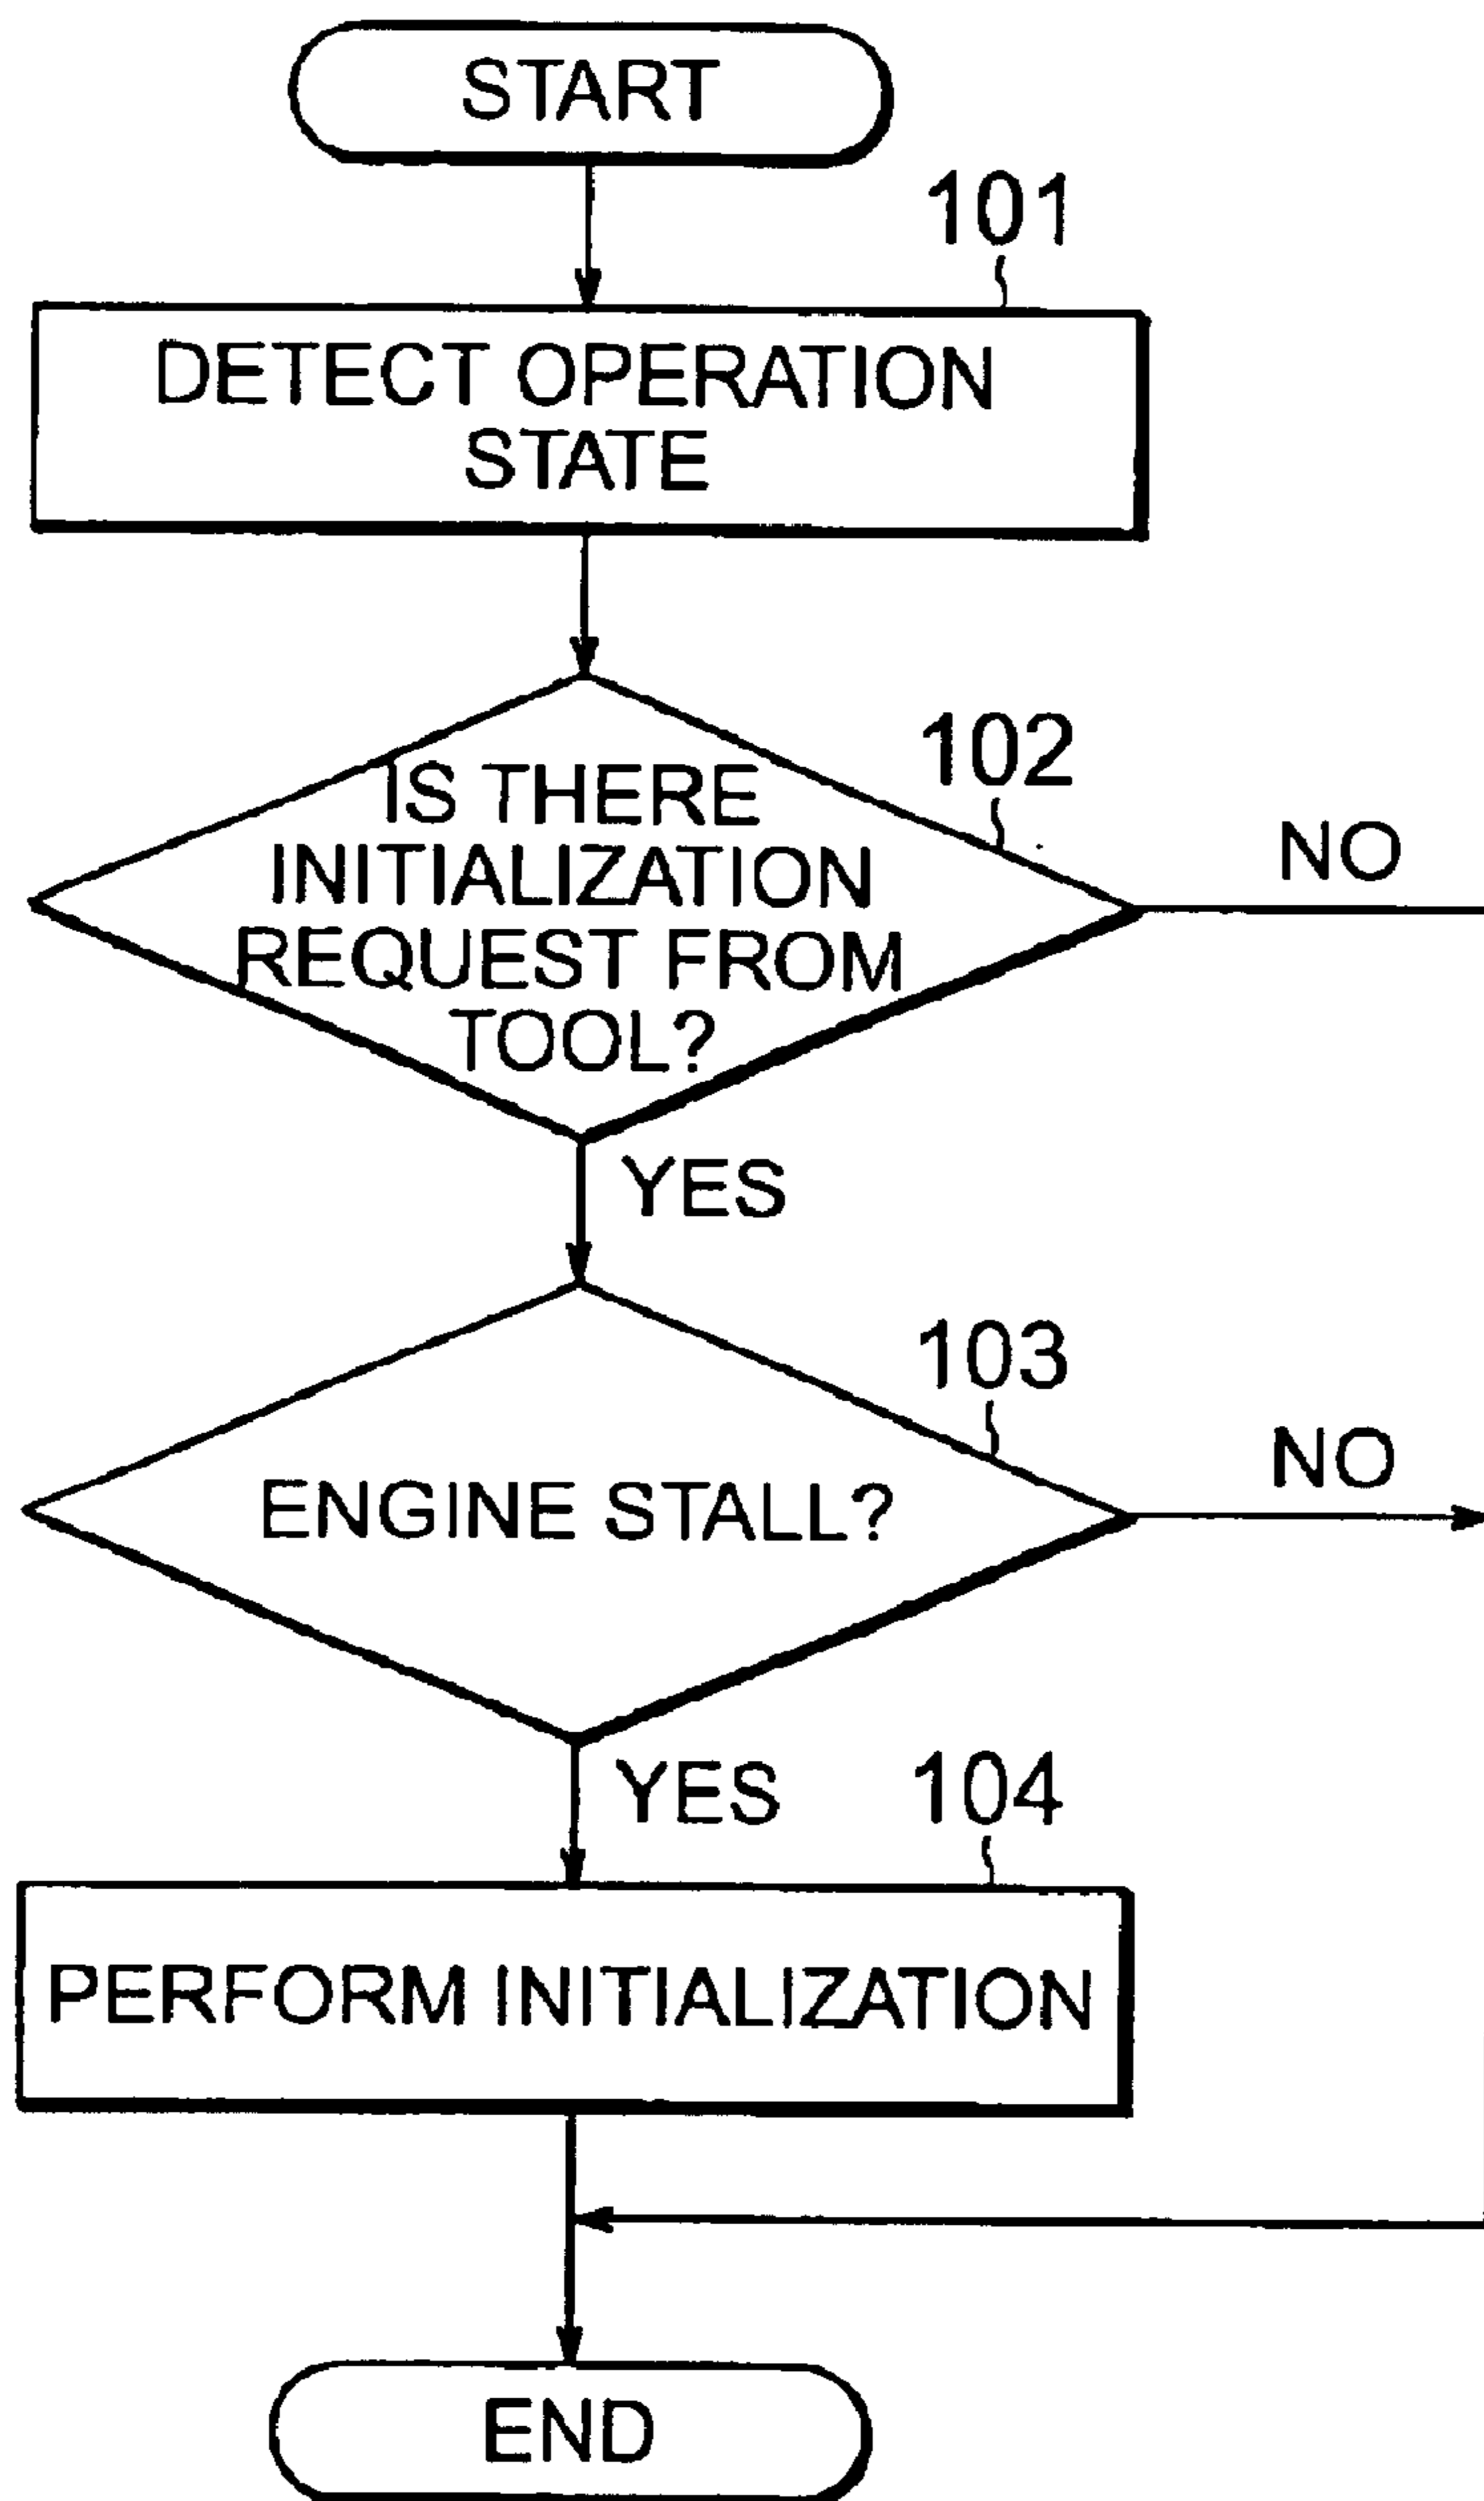 START
101
DETECT OPERATION
STATE
102
IS THERE
INITIALIZATION
REQUEST FROM
TOOL?
NO
YES
103
ENGINE STALL?
NO
YES
104
PERFORM INITIALIZATION
END